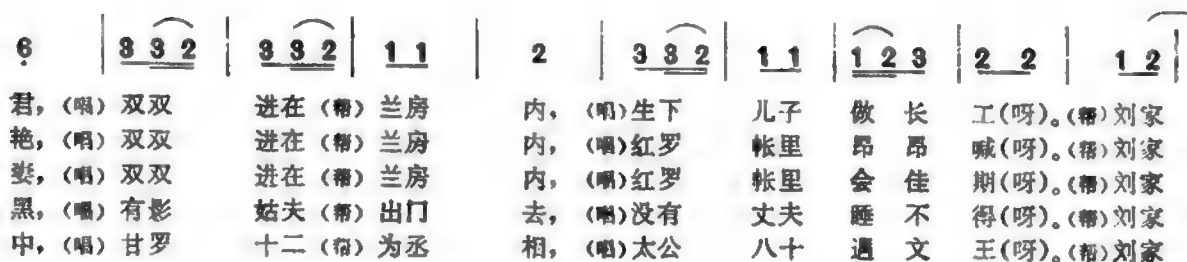 6 | 3 3 2 | 3 3 2 | 1 1 | 2 | 3 3 2 | 1 1 | 1 2 3 | 2 2 | 1 2 |
君,(唱)双双 进在(帮)兰房 内,(唱)生下 儿子 做 长 工(呀)。(帮)刘家
艳,(唱)双双 进在(帮)兰房 内,(唱)红罗 帐里 昂 昂 喊(呀)。(帮)刘家
娶,(唱)双双 进在(帮)兰房 内,(唱)红罗 帐里 会 佳 期(呀)。(帮)刘家
黑,(唱)有影 姑夫(帮)出门 去,(唱)没有 丈夫 睡 不 得(呀)。(帮)刘家
中,(唱)甘罗 十二(帮)为丞 相,(唱)太公 八十 遇 文 王(呀)。(帮)刘家